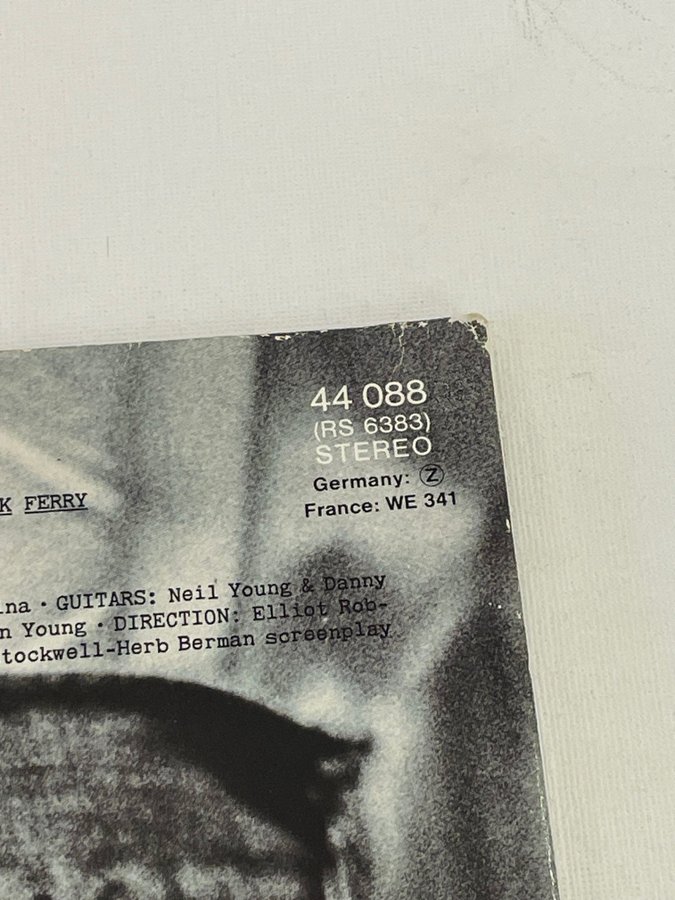 44 088
(RS 6383)
STEREO
Germany: Ⓩ
France: WE 341
K FERRY
ina · GUITARS: Neil Young & Danny
n Young · DIRECTION: Elliot Rob-
tockwell-Herb Berman screenplay